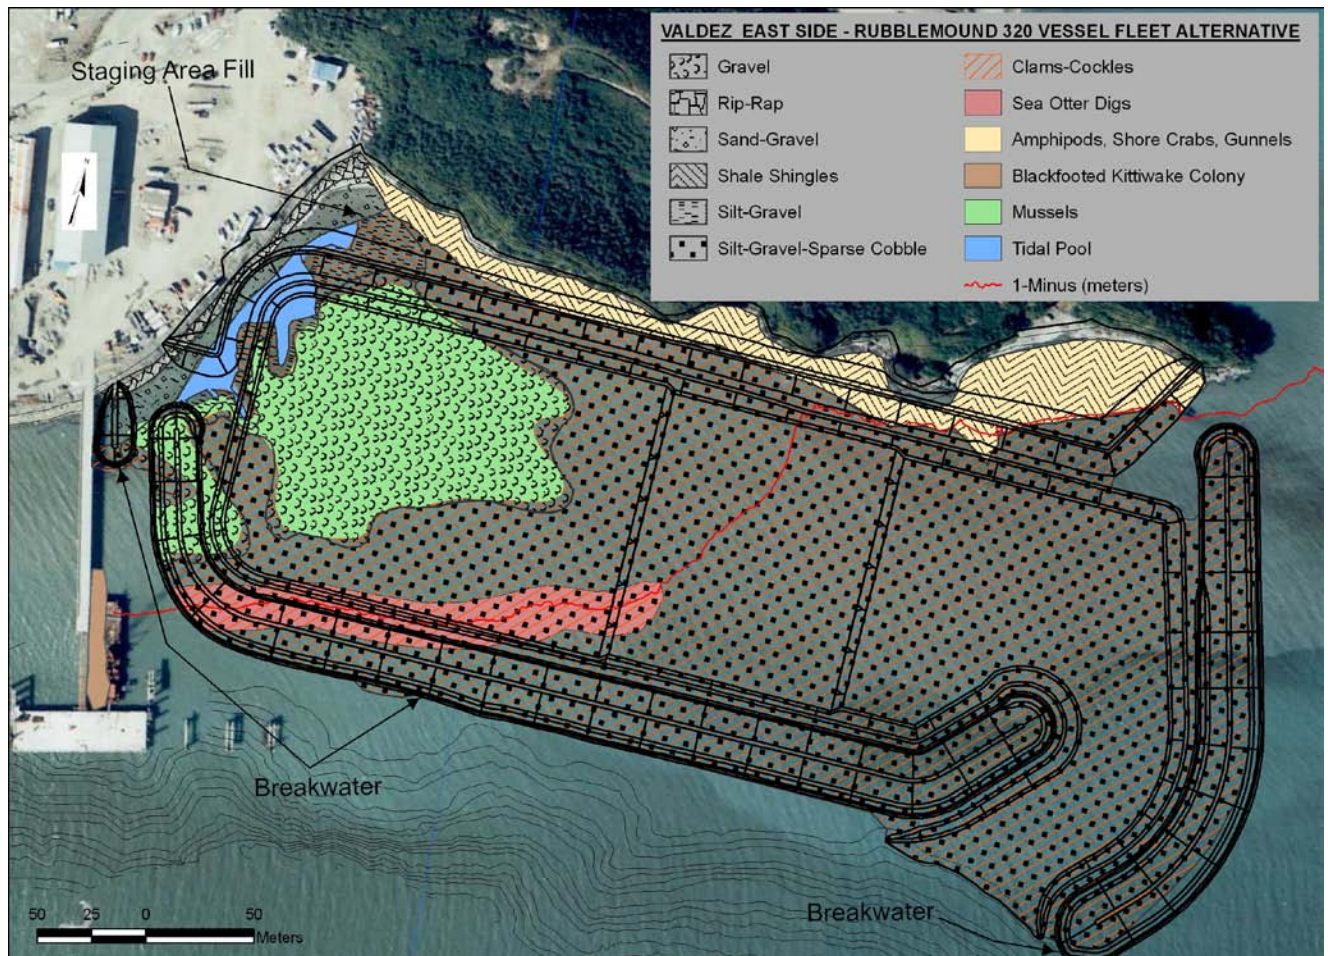 VALDEZ EAST SIDE - RUBBLEMOUND 320 VESSEL FLEET ALTERNATIVE
Gravel
Rip-Rap
Sand-Gravel
Shale Shingles
Silt-Gravel
Silt-Gravel-Sparse Cobble
Clams-Cockles
Sea Otter Digs
Amphipods, Shore Crabs, Gunnels
Blackfooted Kittiwake Colony
Mussels
Tidal Pool
1-Minus (meters)
Staging Area Fill
N
Breakwater
Breakwater
50 25 0 50
Meters